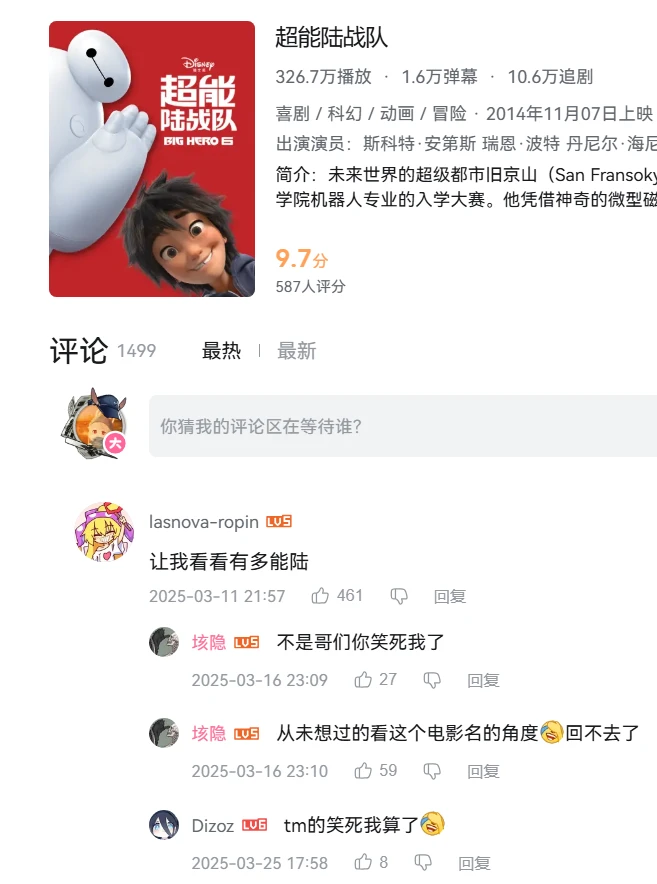 Disney
超能
陆战队
BIG HERO 6
超能陆战队
326.7万播放 · 1.6万弹幕 · 10.6万追剧
喜剧 / 科幻 / 动画 / 冒险 · 2014年11月07日上映
出演演员：斯科特·安第斯 瑞恩·波特 丹尼尔·海尼
简介：未来世界的超级都市旧京山（San Fransoky
学院机器人专业的入学大赛。他凭借神奇的微型磁
9.7分
587人评分
评论 1499 最热 | 最新
大
你猜我的评论区在等待谁？
lasnova-ropin LV5
让我看看有多能陆
2025-03-11 21:57 461 回复
垓隐 LV5 不是哥们你笑死我了
2025-03-16 23:09 27 回复
垓隐 LV5 从未想过的看这个电影名的角度🤣回不去了
2025-03-16 23:10 59 回复
Dizoz LV6 tm的笑死我算了🤣
2025-03-25 17:58 8 回复